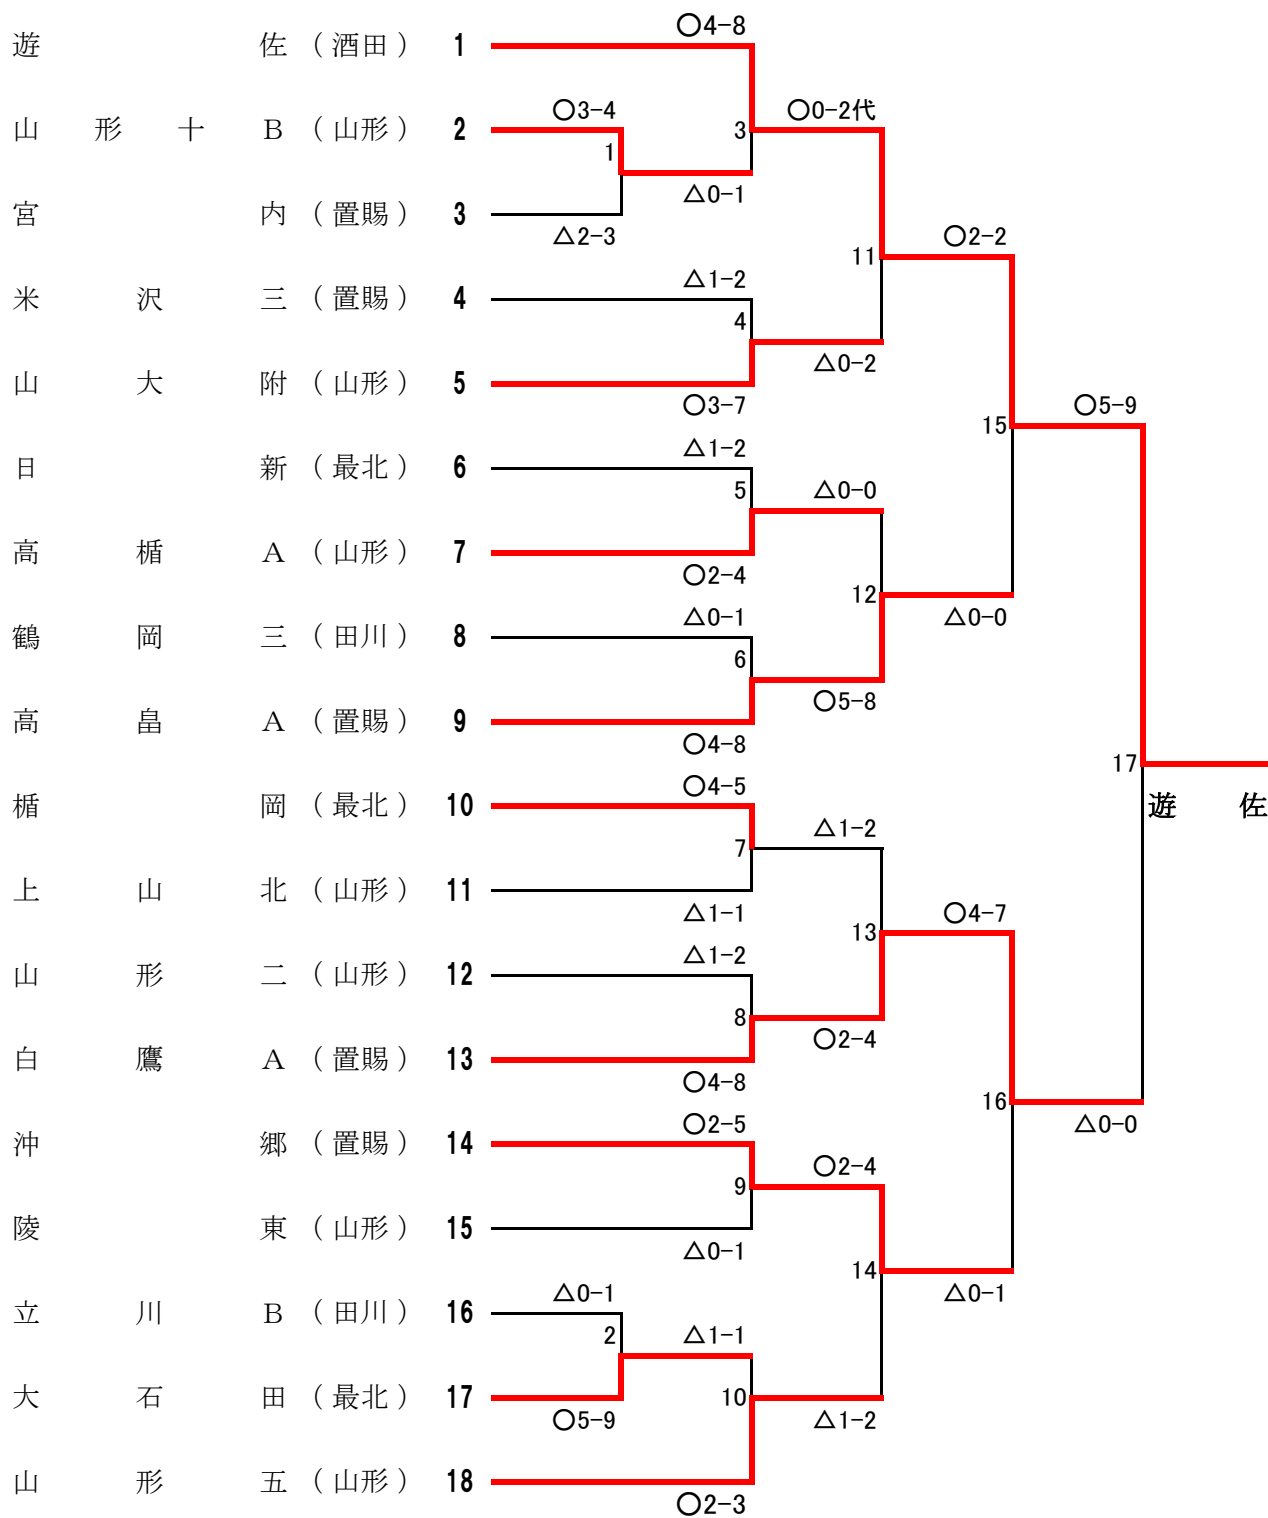 ○4-8
遊佐（酒田） 1
○3-4 ○0-2代
山形十B（山形） 2 3
1
△0-1
宮内（置賜） 3
△2-3 ○2-2
11
△1-2
米沢三（置賜） 4
4
△0-2
山大附（山形） 5
○3-7 ○5-9
15
△1-2
日新（最北） 6
5 △0-0
高楯A（山形） 7
○2-4
12
△0-1 △0-0
鶴岡三（田川） 8
6
○5-8
高畠A（置賜） 9
○4-8
17
○4-5
楯岡（最北） 10 遊佐
△1-2
7
上山北（山形） 11
△1-1 ○4-7
13
△1-2
山形二（山形） 12
8
○2-4
白鷹A（置賜） 13
○4-8
16
○2-5 △0-0
沖郷（置賜） 14
○2-4
9
陵東（山形） 15
△0-1
14
△0-1 △0-1
立川B（田川） 16
2 △1-1
大石田（最北） 17 10
○5-9 △1-2
山形五（山形） 18
○2-3